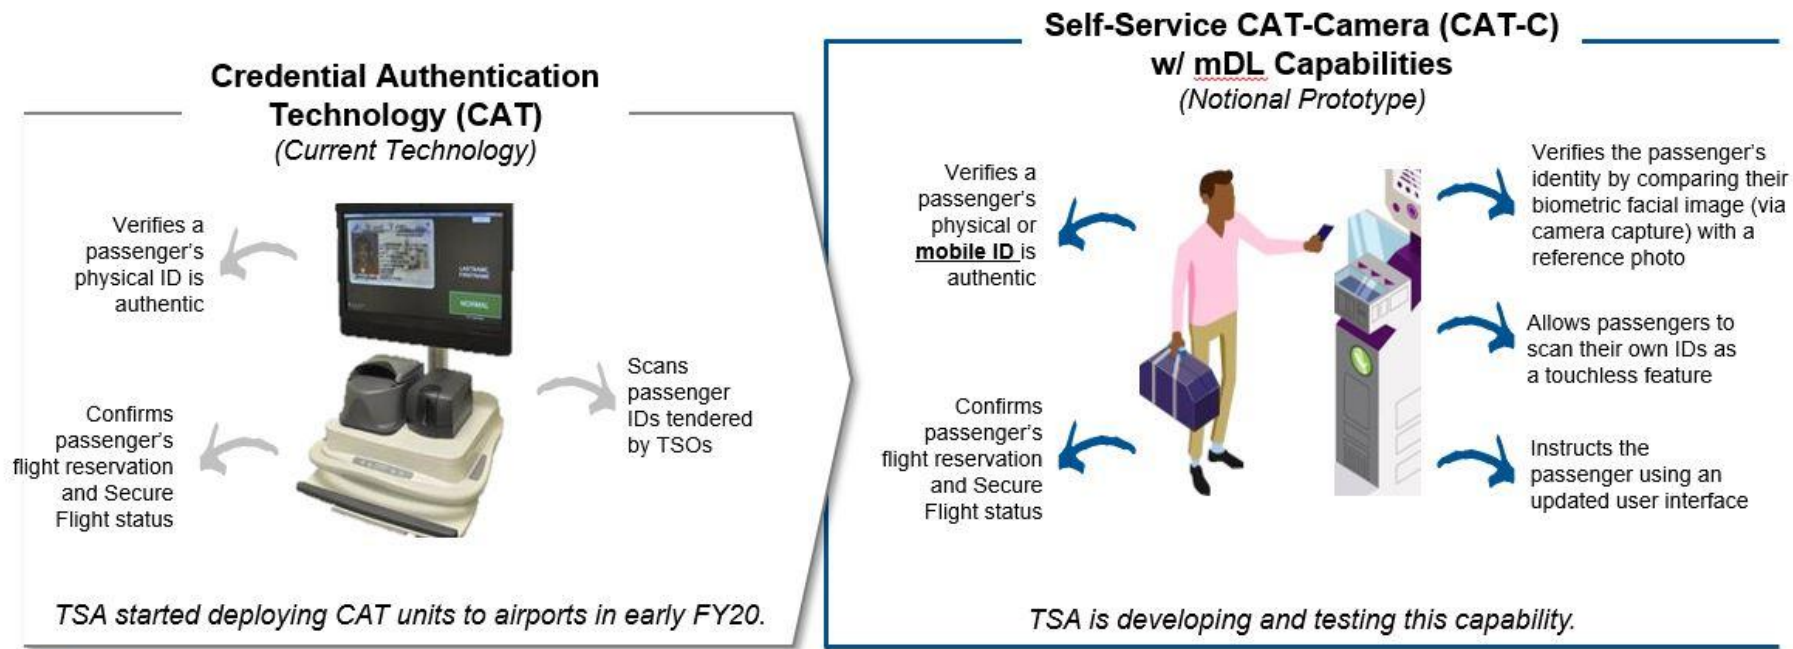 Credential Authentication
Technology (CAT)
(Current Technology)
Verifies a
passenger's
physical ID is
authentic
Confirms
passenger's
flight reservation
and Secure
Flight status
NORMAL
Scans
passenger
IDs tendered
by TSOs
TSA started deploying CAT units to airports in early FY20.
Self-Service CAT-Camera (CAT-C)
w/ mDL Capabilities
(Notional Prototype)
Verifies a
passenger's
physical or
mobile ID is
authentic
Confirms
passenger's
flight reservation
and Secure
Flight status
Verifies the passenger's
identity by comparing their
biometric facial image (via
camera capture) with a
reference photo
Allows passengers to
scan their own IDs as
a touchless feature
Instructs the
passenger using an
updated user interface
TSA is developing and testing this capability.